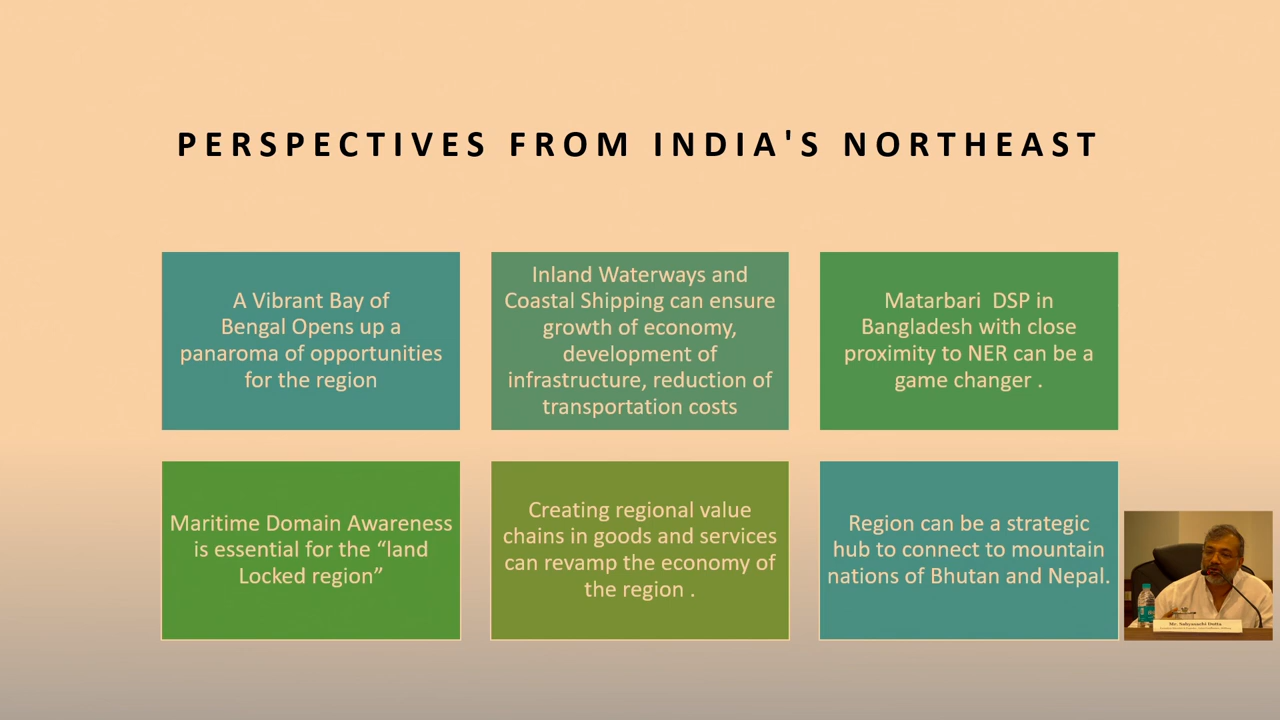 PERSPECTIVES FROM INDIA'S NORTHEAST
A Vibrant Bay of
Bengal Opens up a
panaroma of opportunities
for the region
Inland Waterways and
Coastal Shipping can ensure
growth of economy,
development of
infrastructure, reduction of
transportation costs
Matarbari DSP in
Bangladesh with close
proximity to NER can be a
game changer .
Maritime Domain Awareness
is essential for the “land
Locked region”
Creating regional value
chains in goods and services
can revamp the economy of
the region .
Region can be a strategic
hub to connect to mountain
nations of Bhutan and Nepal.
Mr. Sabyasachi Dutta